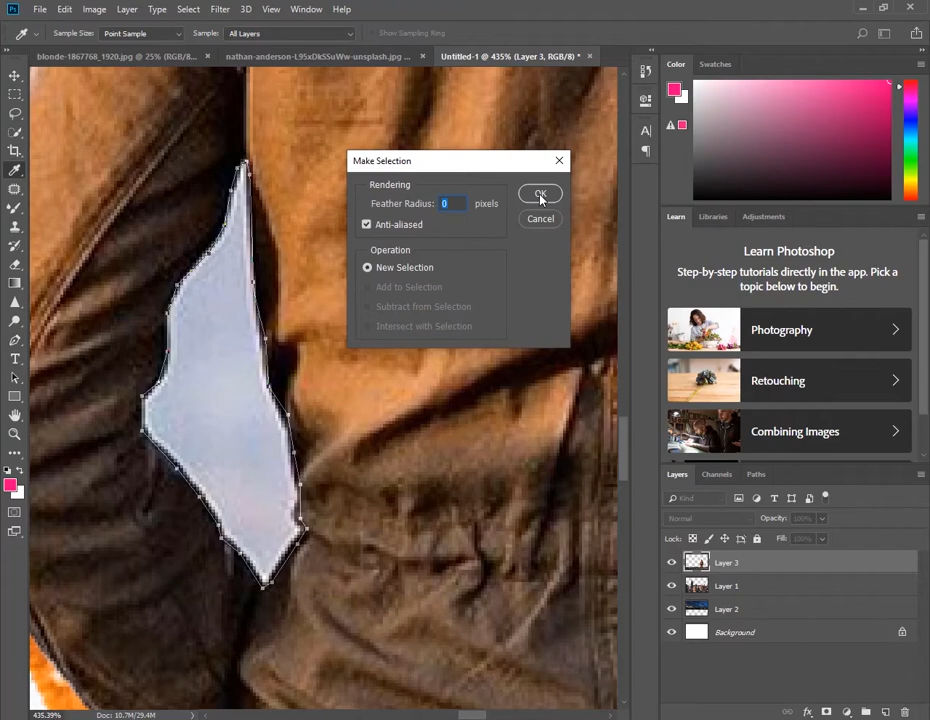 Ps File Edit Image Layer Type Select Filter 3D View Window Help
Sample Size: Point Sample Sample: All Layers Show Sampling Ring
blonde-1867768_1920.jpg @ 25% (RGB/8... × nathan-anderson-L95xDkSSuWw-unsplash.jpg ... × Untitled-1 @ 435% (Layer 3, RGB/8) * ×
Make Selection
Rendering
Feather Radius: 0 pixels
Anti-aliased
OK
Cancel
Operation
New Selection
Add to Selection
Subtract from Selection
Intersect with Selection
Color Swatches
Learn Libraries Adjustments
Learn Photoshop
Step-by-step tutorials directly in the app. Pick a
topic below to begin.
Photography
Retouching
Combining Images
Layers Channels Paths
Kind
Normal Opacity: 100%
Lock: Fill: 100%
Layer 3
Layer 1
Layer 2
Background
fx
435.39% Doc: 10.7M/29.4M